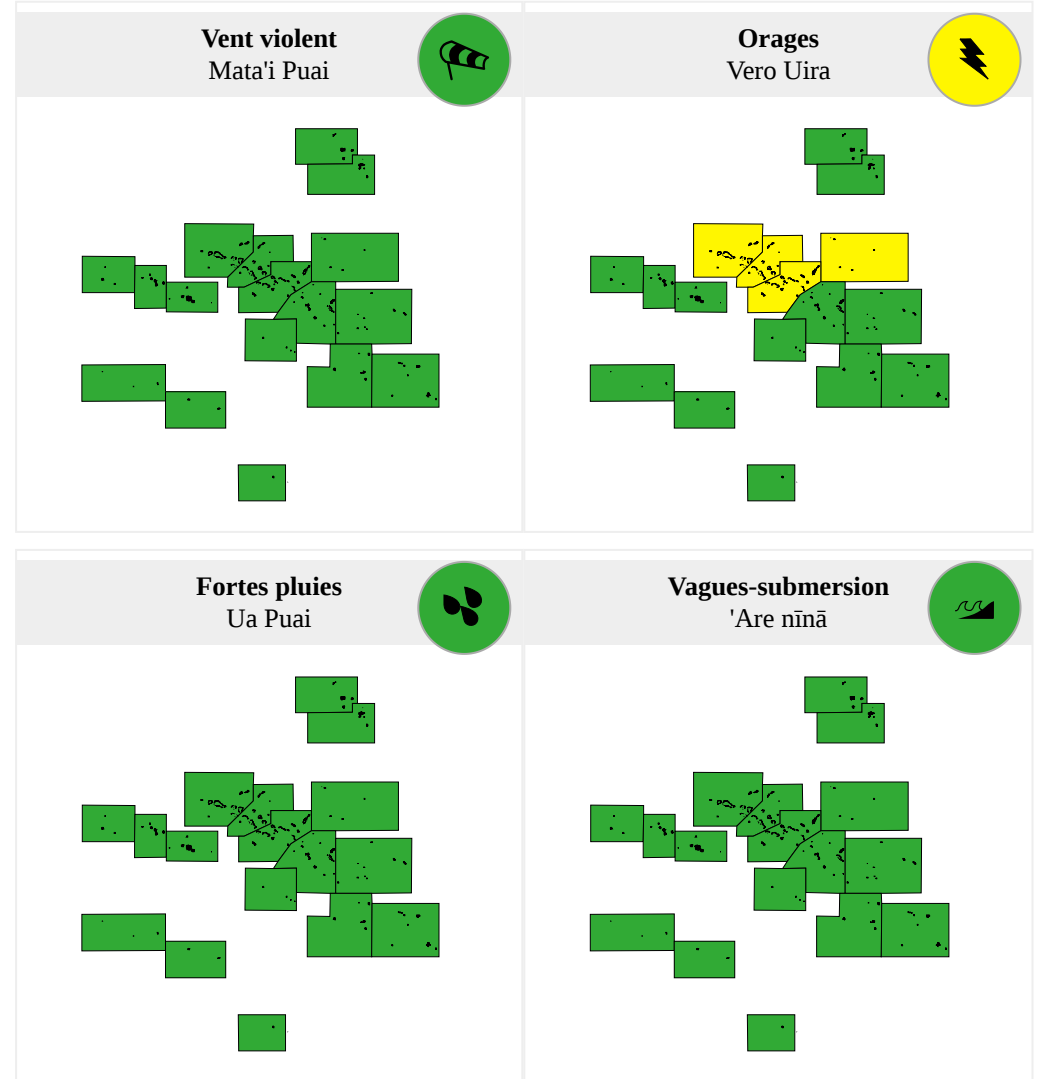 Vent violent
Mata'i Puai
Orages
Vero Uira
Fortes pluies
Ua Puai
Vagues-submersion
'Are nīnā